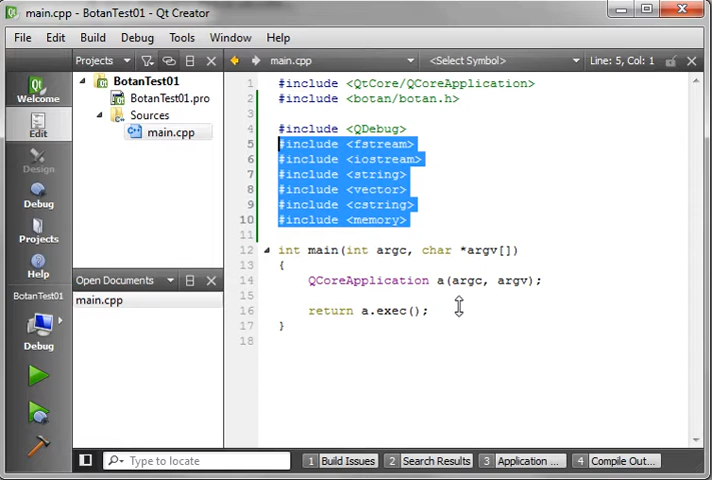 main.cpp - BotanTest01 - Qt Creator
File Edit Build Debug Tools Window Help
Projects main.cpp <Select Symbol> Line: 5, Col: 1
Welcome
Edit
Design
Debug
Projects
Help
BotanTest01
Debug
BotanTest01
BotanTest01.pro
Sources
main.cpp
Open Documents
main.cpp
1 #include <QtCore/QCoreApplication>
2 #include <botan/botan.h>
3
4 #include <QDebug>
5 #include <fstream>
6 #include <iostream>
7 #include <string>
8 #include <vector>
9 #include <cstring>
10 #include <memory>
11
12 int main(int argc, char *argv[])
13 {
14 QCoreApplication a(argc, argv);
15
16 return a.exec();
17 }
18
Type to locate 1 Build Issues 2 Search Results 3 Application ... 4 Compile Out...